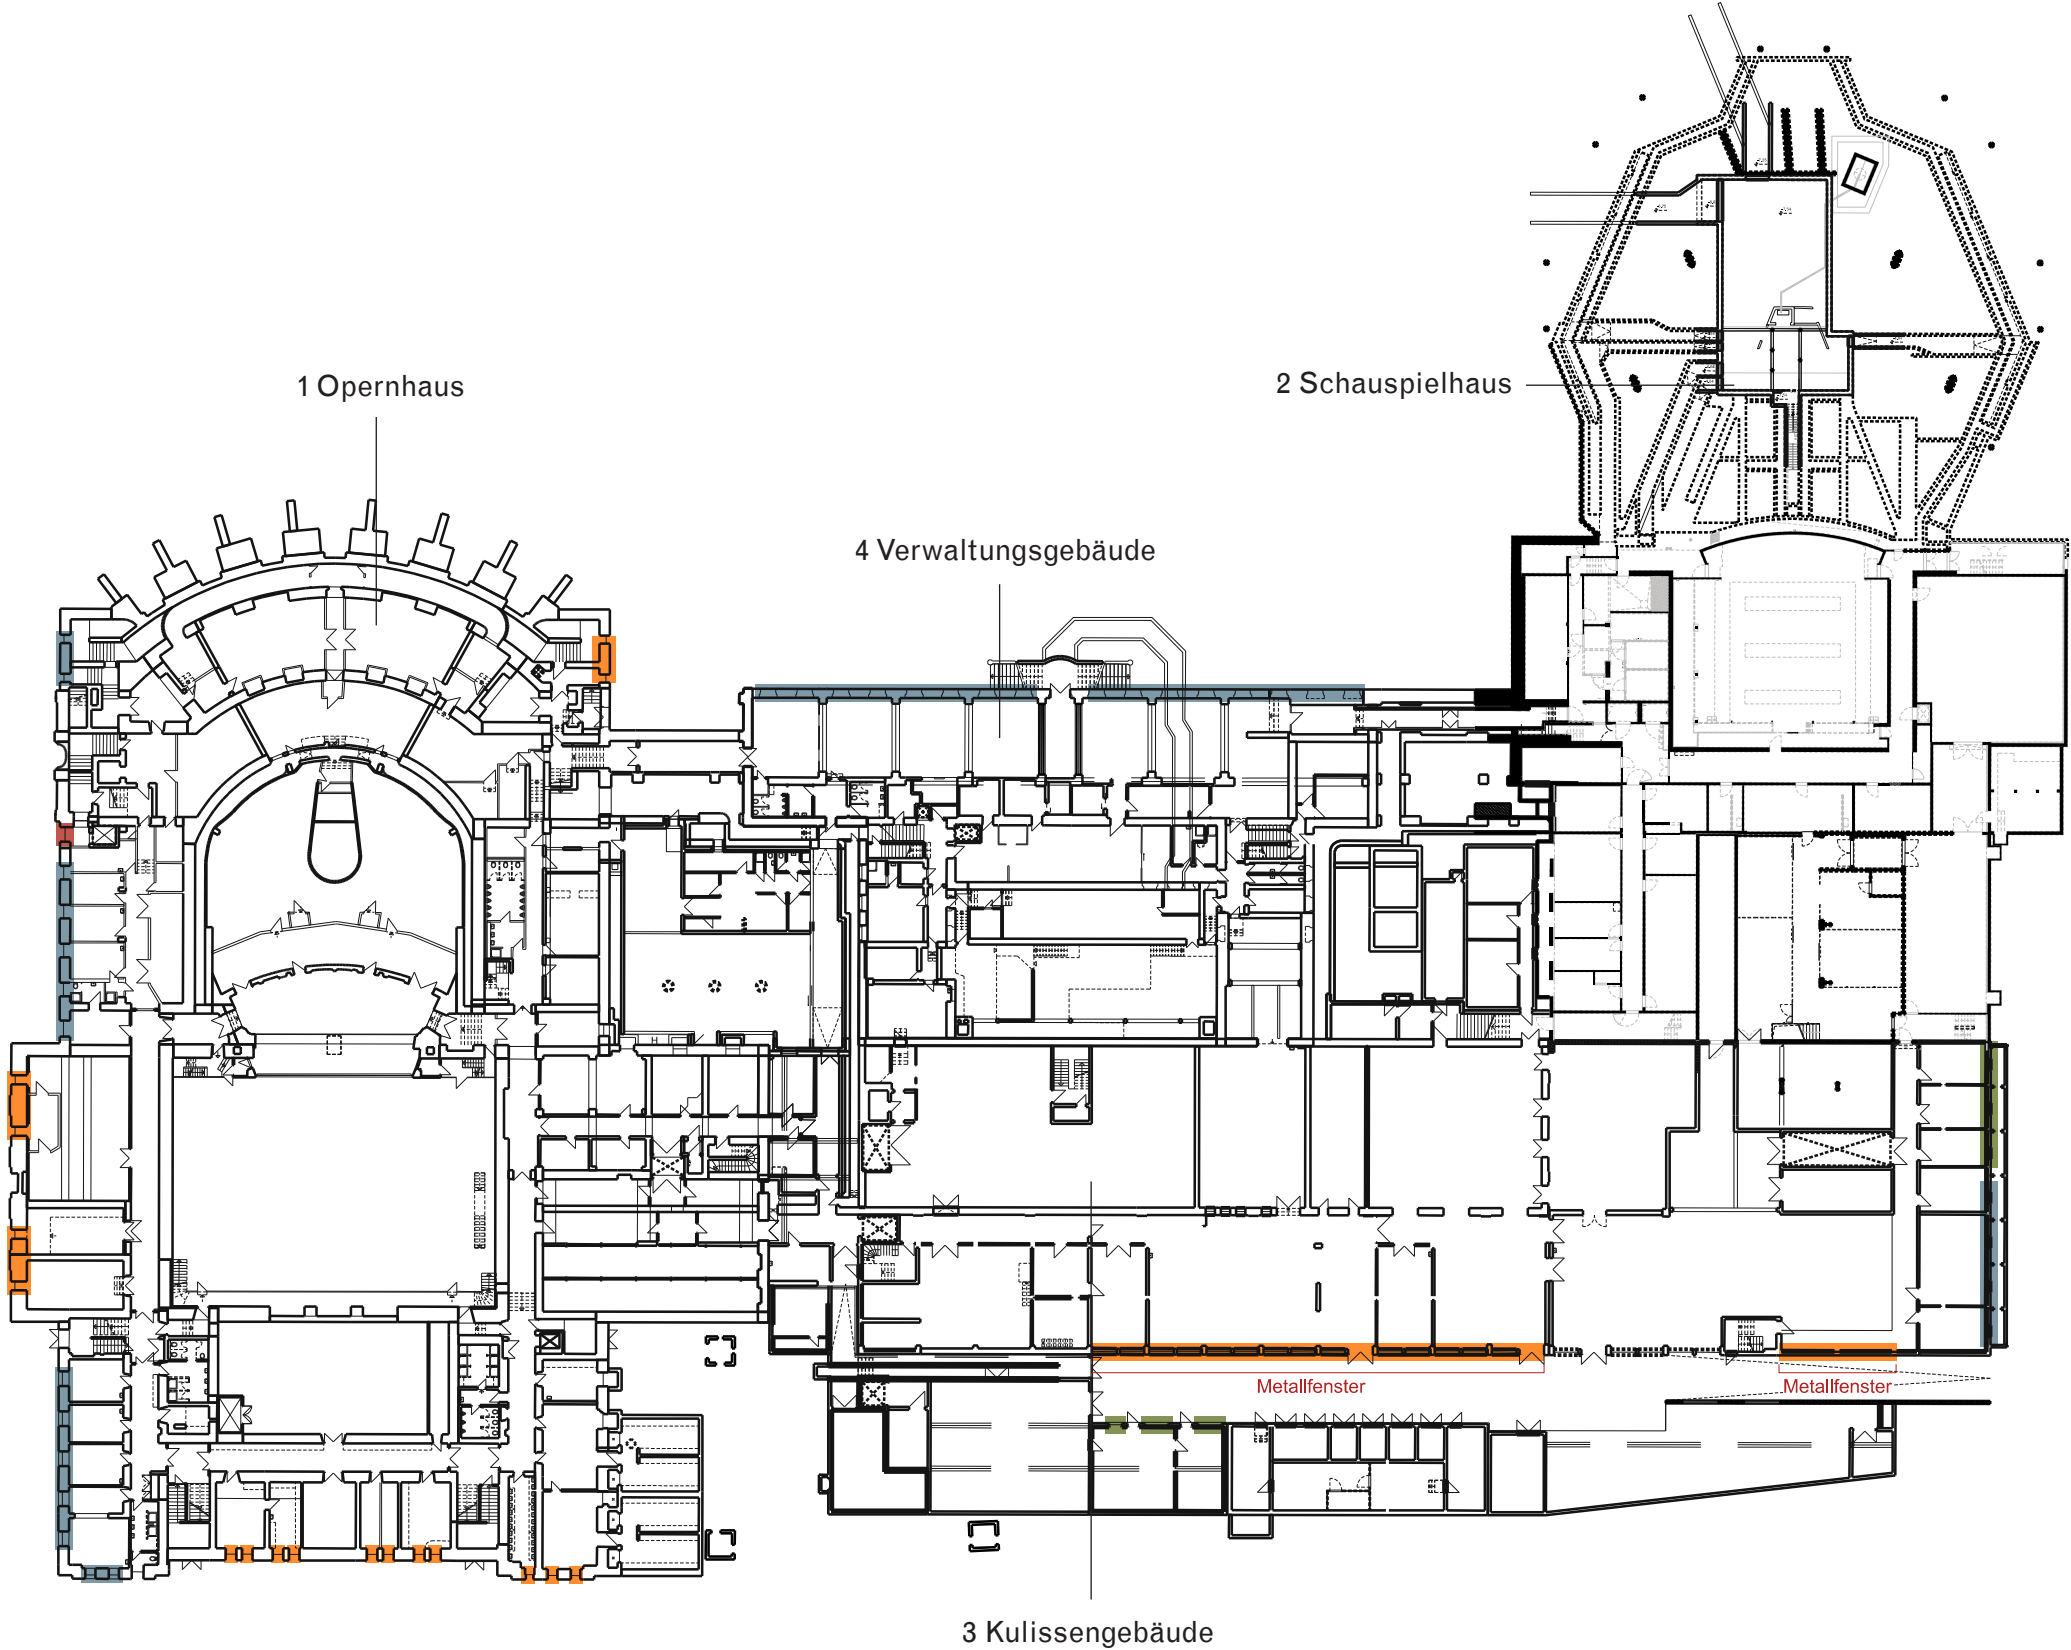 1 Opernhaus
2 Schauspielhaus
4 Verwaltungsgebäude
Metallfenster
Metallfenster
3 Kulissengebäude